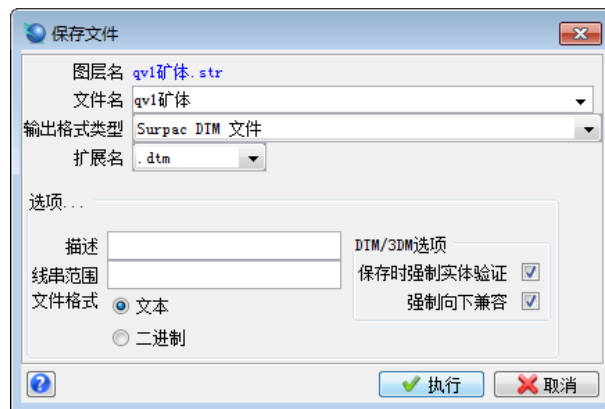 保存文件
图层名 qv1矿体.str
文件名 qv1矿体
输出格式类型 Surpac DTM 文件
扩展名 .dtm
选项...
描述
线串范围
文件格式 文本
二进制
DTM/3DM选项
保存时强制实体验证
强制向下兼容
? 执行 取消